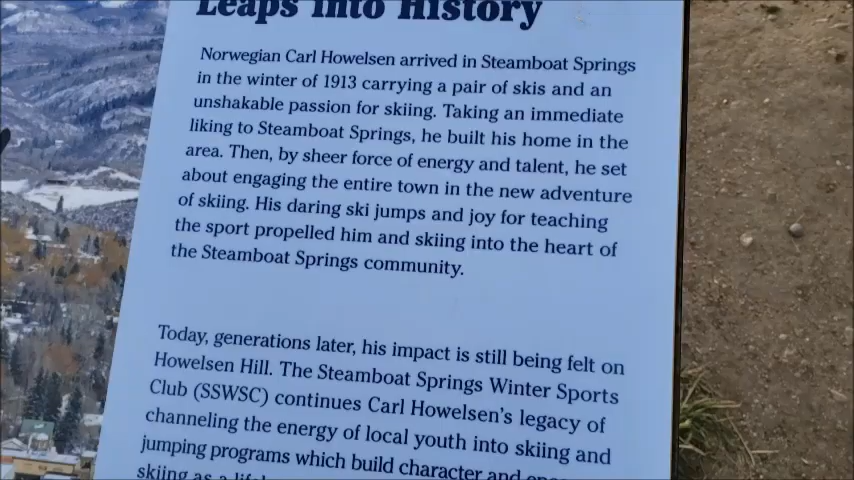 Leaps into History
Norwegian Carl Howelsen arrived in Steamboat Springs
in the winter of 1913 carrying a pair of skis and an
unshakable passion for skiing. Taking an immediate
liking to Steamboat Springs, he built his home in the
area. Then, by sheer force of energy and talent, he set
about engaging the entire town in the new adventure
of skiing. His daring ski jumps and joy for teaching
the sport propelled him and skiing into the heart of
the Steamboat Springs community.
Today, generations later, his impact is still being felt on
Howelsen Hill. The Steamboat Springs Winter Sports
Club (SSWSC) continues Carl Howelsen's legacy of
channeling the energy of local youth into skiing and
jumping programs which build character and
skiing as a